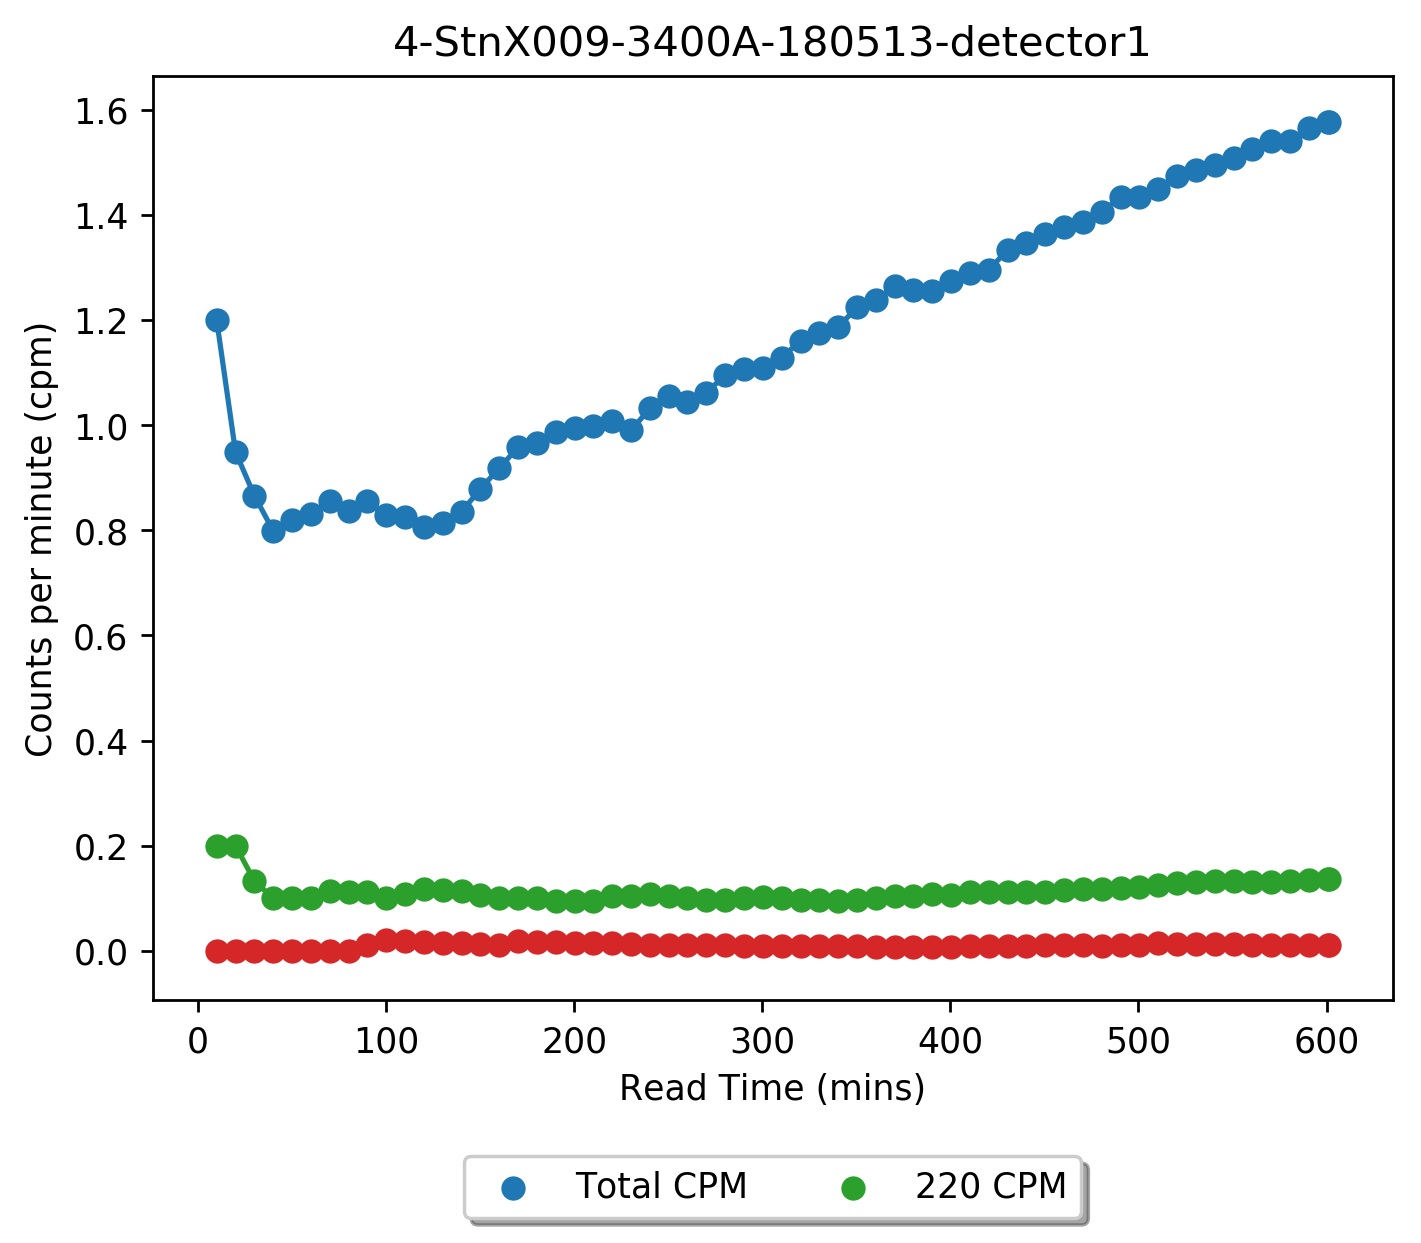 4-StnX009-3400A-180513-detector1
Counts per minute (cpm)
1.6
1.4
1.2
1.0
0.8
0.6
0.4
0.2
0.0
0 100 200 300 400 500 600
Read Time (mins)
Total CPM 220 CPM